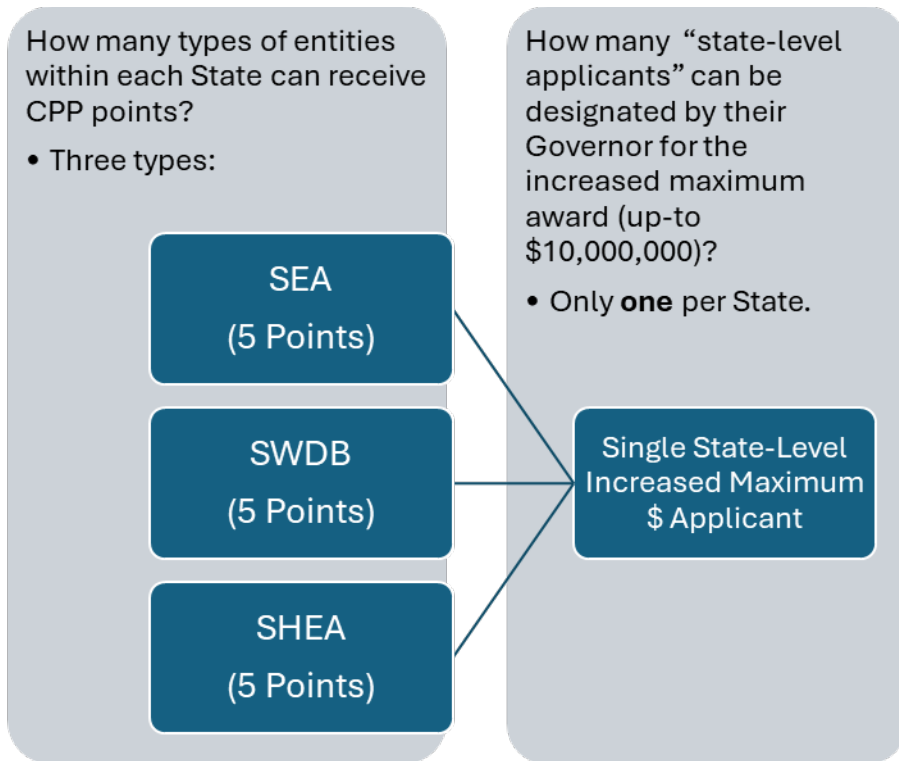 How many types of entities
within each State can receive
CPP points?
• Three types:
SEA
(5 Points)
SWDB
(5 Points)
SHEA
(5 Points)
How many “state-level
applicants” can be
designated by their
Governor for the
increased maximum
award (up-to
$10,000,000)?
• Only one per State.
Single State-Level
Increased Maximum
$ Applicant